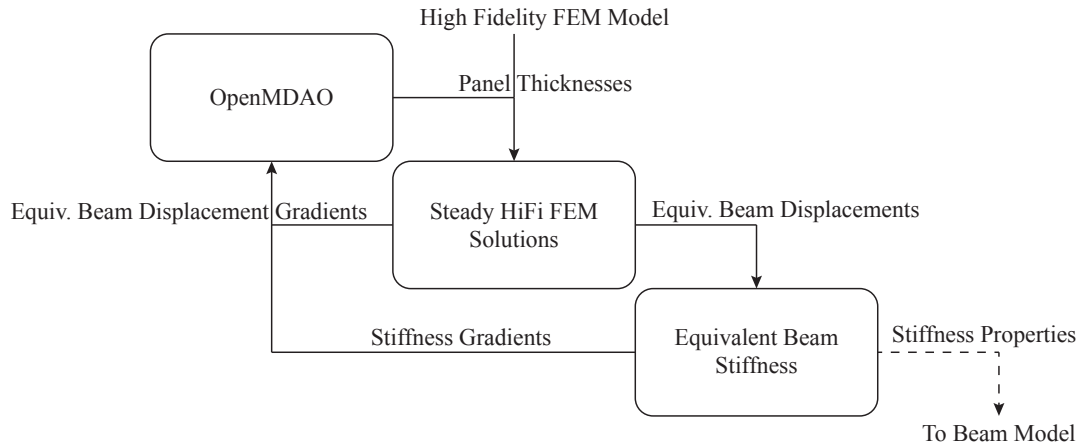 High Fidelity FEM Model
OpenMDAO
Panel Thicknesses
Equiv. Beam Displacement Gradients
Steady HiFi FEM
Solutions
Equiv. Beam Displacements
Stiffness Gradients
Equivalent Beam
Stiffness
Stiffness Properties
To Beam Model